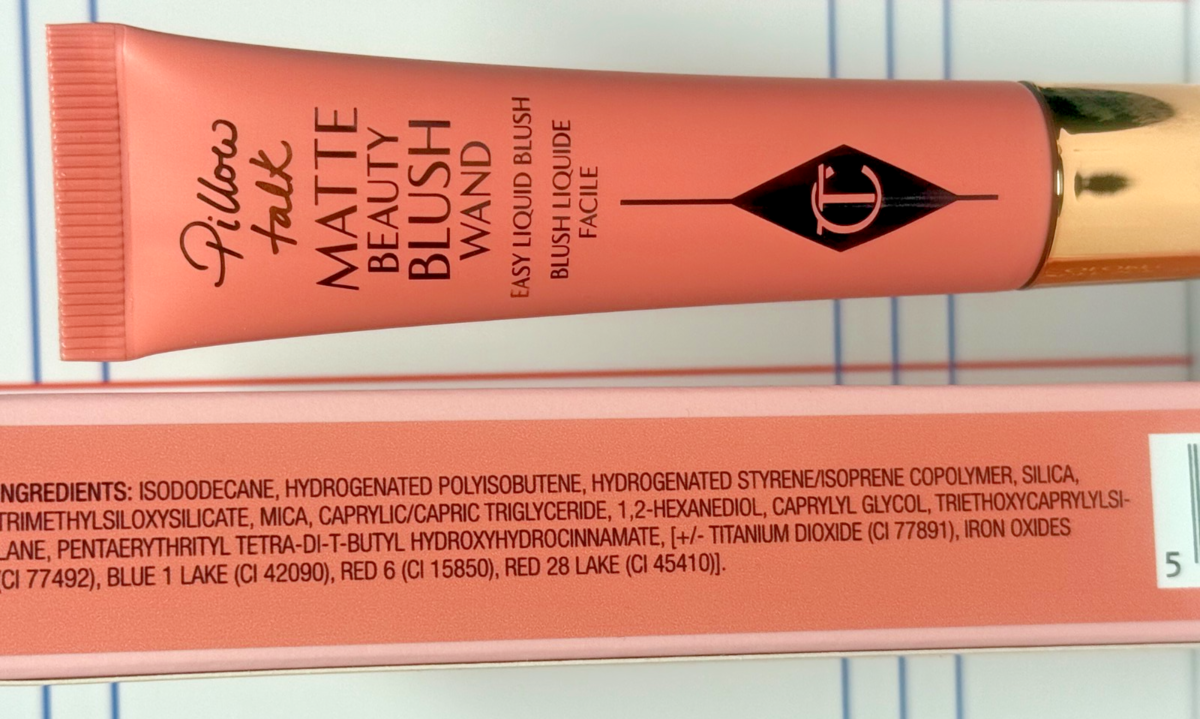 Pillow
talk
MATTE
BEAUTY
BLUSH
WAND
EASY LIQUID BLUSH
BLUSH LIQUIDE
FACILE
CT
NGREDIENTS: ISODODECANE, HYDROGENATED POLYISOBUTENE, HYDROGENATED STYRENE/ISOPRENE COPOLYMER, SILICA,
TRIMETHYLSILOXYSILICATE, MICA, CAPRYLIC/CAPRIC TRIGLYCERIDE, 1,2-HEXANEDIOL, CAPRYLYL GLYCOL, TRIETHOXYCAPRYLYLSI-
LANE, PENTAERYTHRITYL TETRA-DI-T-BUTYL HYDROXYHYDROCINNAMATE, [+/- TITANIUM DIOXIDE (CI 77891), IRON OXIDES
(CI 77492), BLUE 1 LAKE (CI 42090), RED 6 (CI 15850), RED 28 LAKE (CI 45410)].
5